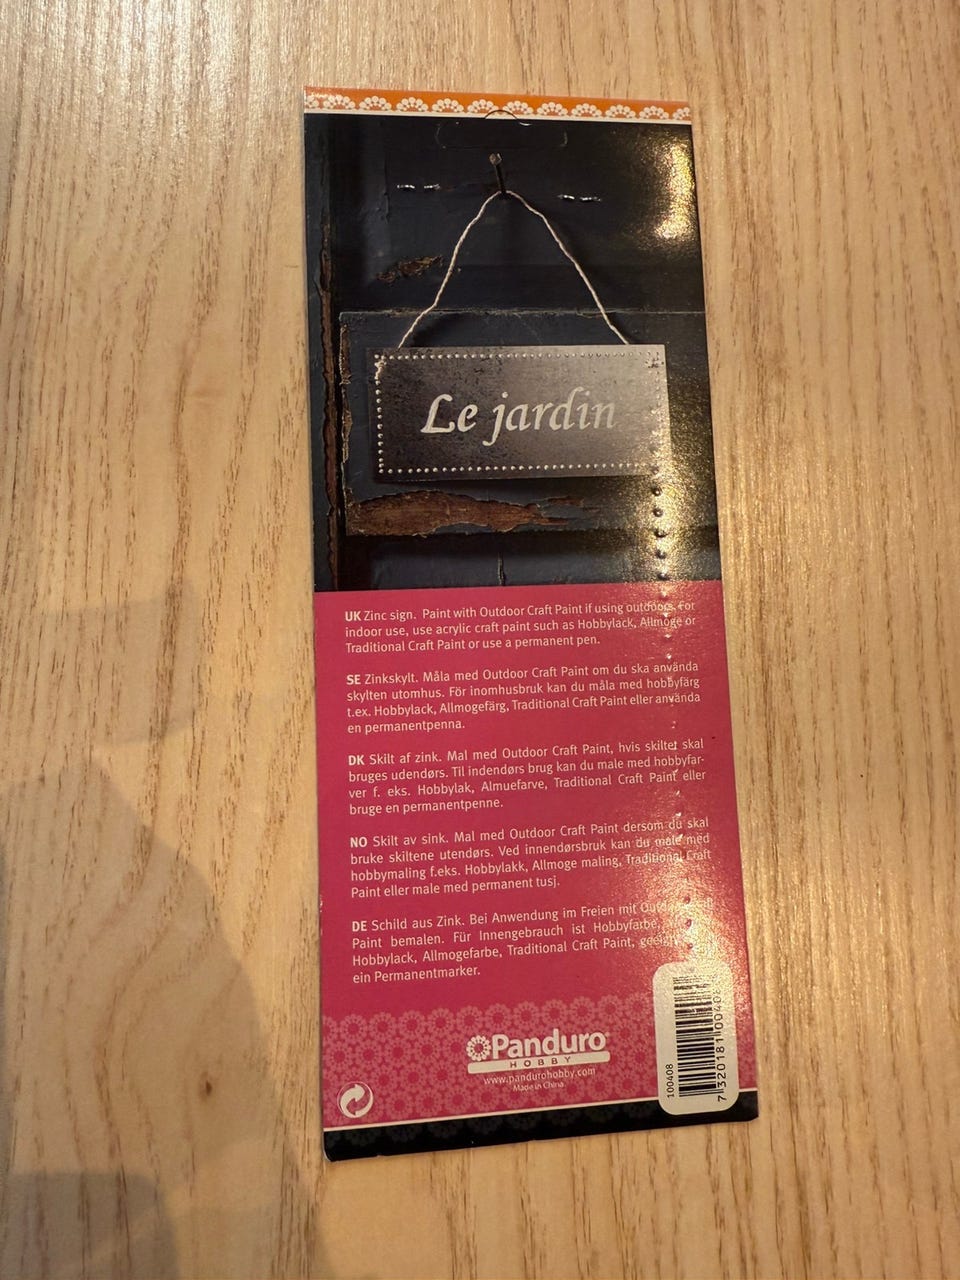 Le jardin
UK Zinc sign. Paint with Outdoor Craft Paint if using outdoors. For
indoor use, use acrylic craft paint such as Hobbylack, Allmoge or
Traditional Craft Paint or use a permanent pen.
SE Zinkskylt. Måla med Outdoor Craft Paint om du ska använda
skylten utomhus. För inomhusbruk kan du måla med hobbyfärg
t.ex. Hobbylack, Allmogefärg, Traditional Craft Paint eller använda
en permanentpenna.
DK Skilt af zink. Mal med Outdoor Craft Paint, hvis skiltet skal
bruges udendørs. Til indendørs brug kan du male med hobbyfar-
ver f. eks. Hobbylak, Almuefarve, Traditional Craft Paint eller
bruge en permanentpenne.
NO Skilt av sink. Mal med Outdoor Craft Paint dersom du skal
bruke skiltene utendørs. Ved innendørsbruk kan du male med
hobbymaling f.eks. Hobbylakk, Allmoge maling, Traditional Craft
Paint eller male med permanent tusj.
DE Schild aus Zink. Bei Anwendung im Freien mit Outdoor
Paint bemalen. Für Innengebrauch ist Hobbyfarbe,
Hobbylack, Allmogefarbe, Traditional Craft Paint,
ein Permanentmarker.
Panduro
HOBBY
www.pandurohobby.com
Made in China
100408
7 320181 00408